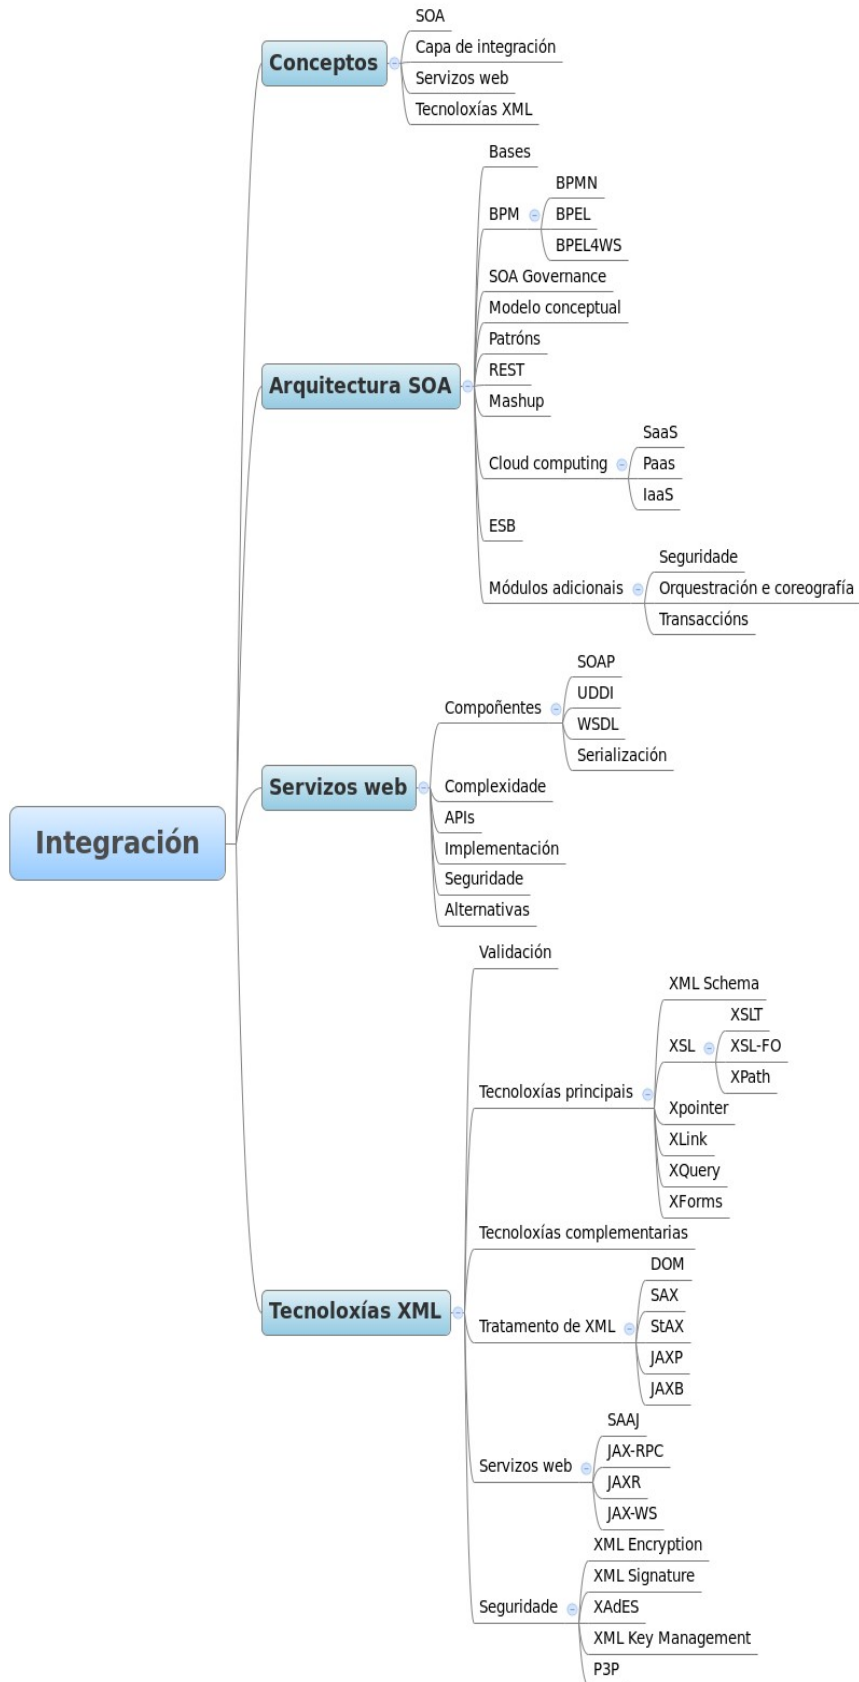 Integración
Conceptos
SOA
Capa de integración
Servizos web
Tecnoloxías XML
Arquitectura SOA
Bases
BPM
BPMN
BPEL
BPEL4WS
SOA Governance
Modelo conceptual
Patróns
REST
Mashup
Cloud computing
SaaS
Paas
IaaS
ESB
Módulos adicionais
Seguridade
Orquestración e coreografía
Transaccións
Servizos web
Compoñentes
SOAP
UDDI
WSDL
Serialización
Complexidade
APIs
Implementación
Seguridade
Alternativas
Tecnoloxías XML
Validación
Tecnoloxías principais
XML Schema
XSL
XSLT
XSL-FO
XPath
Xpointer
XLink
XQuery
XForms
Tecnoloxías complementarias
Tratamento de XML
DOM
SAX
StAX
JAXP
JAXB
Servizos web
SAAJ
JAX-RPC
JAXR
JAX-WS
Seguridade
XML Encryption
XML Signature
XAdES
XML Key Management
P3P